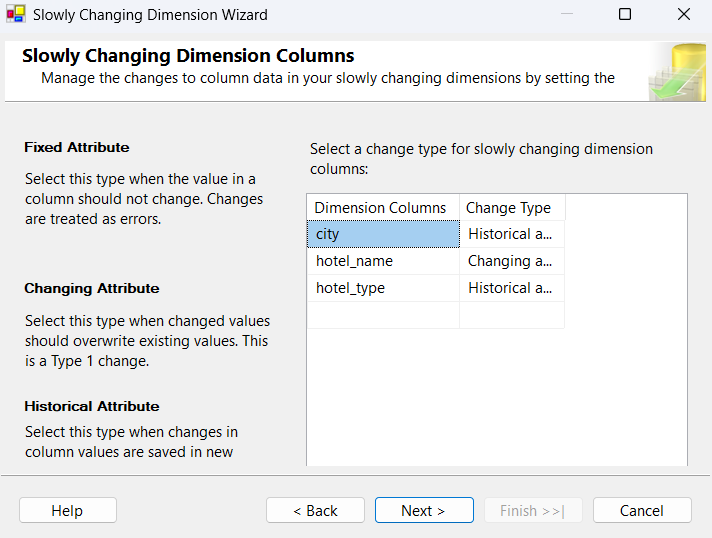 Slowly Changing Dimension Wizard
Slowly Changing Dimension Columns
Manage the changes to column data in your slowly changing dimensions by setting the
Fixed Attribute
Select this type when the value in a
column should not change. Changes
are treated as errors.
Changing Attribute
Select this type when changed values
should overwrite existing values. This
is a Type 1 change.
Historical Attribute
Select this type when changes in
column values are saved in new
Select a change type for slowly changing dimension
columns:
Dimension Columns Change Type
city Historical a...
hotel_name Changing a...
hotel_type Historical a...
Help < Back Next > Finish >>| Cancel